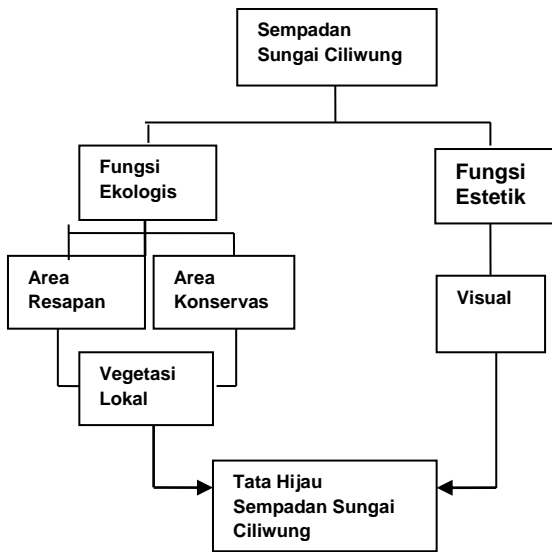 Sempadan
Sungai Ciliwung
Fungsi
Ekologis
Fungsi
Estetik
Area
Resapan
Area
Konservas
Visual
Vegetasi
Lokal
Tata Hijau
Sempadan Sungai
Ciliwung